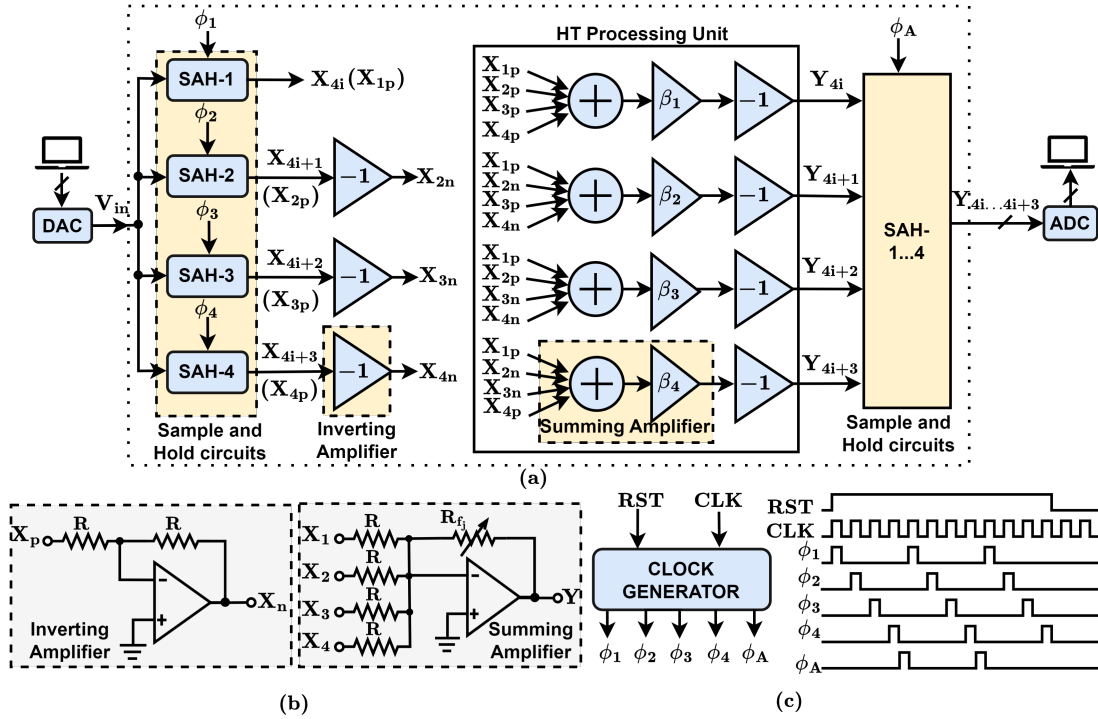 ϕ1
SAH-1
X4i (X1p)
ϕ2
SAH-2
X4i+1
(X2p)
−1
X2n
ϕ3
SAH-3
X4i+2
(X3p)
−1
X3n
ϕ4
SAH-4
X4i+3
(X4p)
−1
X4n
DAC
Vin
Sample and
Hold circuits
Inverting
Amplifier
HT Processing Unit
X1p
X2p
X3p
X4p
β1
−1
Y4i
X1p
X2n
X3p
X4n
β2
−1
Y4i+1
X1p
X2p
X3n
X4n
β3
−1
Y4i+2
X1p
X2n
X3n
X4p
β4
−1
Y4i+3
Summing Amplifier
ϕA
SAH-
1...4
Y4i...4i+3
ADC
Sample and
Hold circuits
(a)
Xp
R
R
−
+
Xn
Inverting
Amplifier
X1
R
X2
R
X3
R
X4
R
Rfj
−
+
Y
Summing
Amplifier
(b)
RST
CLK
CLOCK
GENERATOR
ϕ1
ϕ2
ϕ3
ϕ4
ϕA
RST
CLK
ϕ1
ϕ2
ϕ3
ϕ4
ϕA
(c)